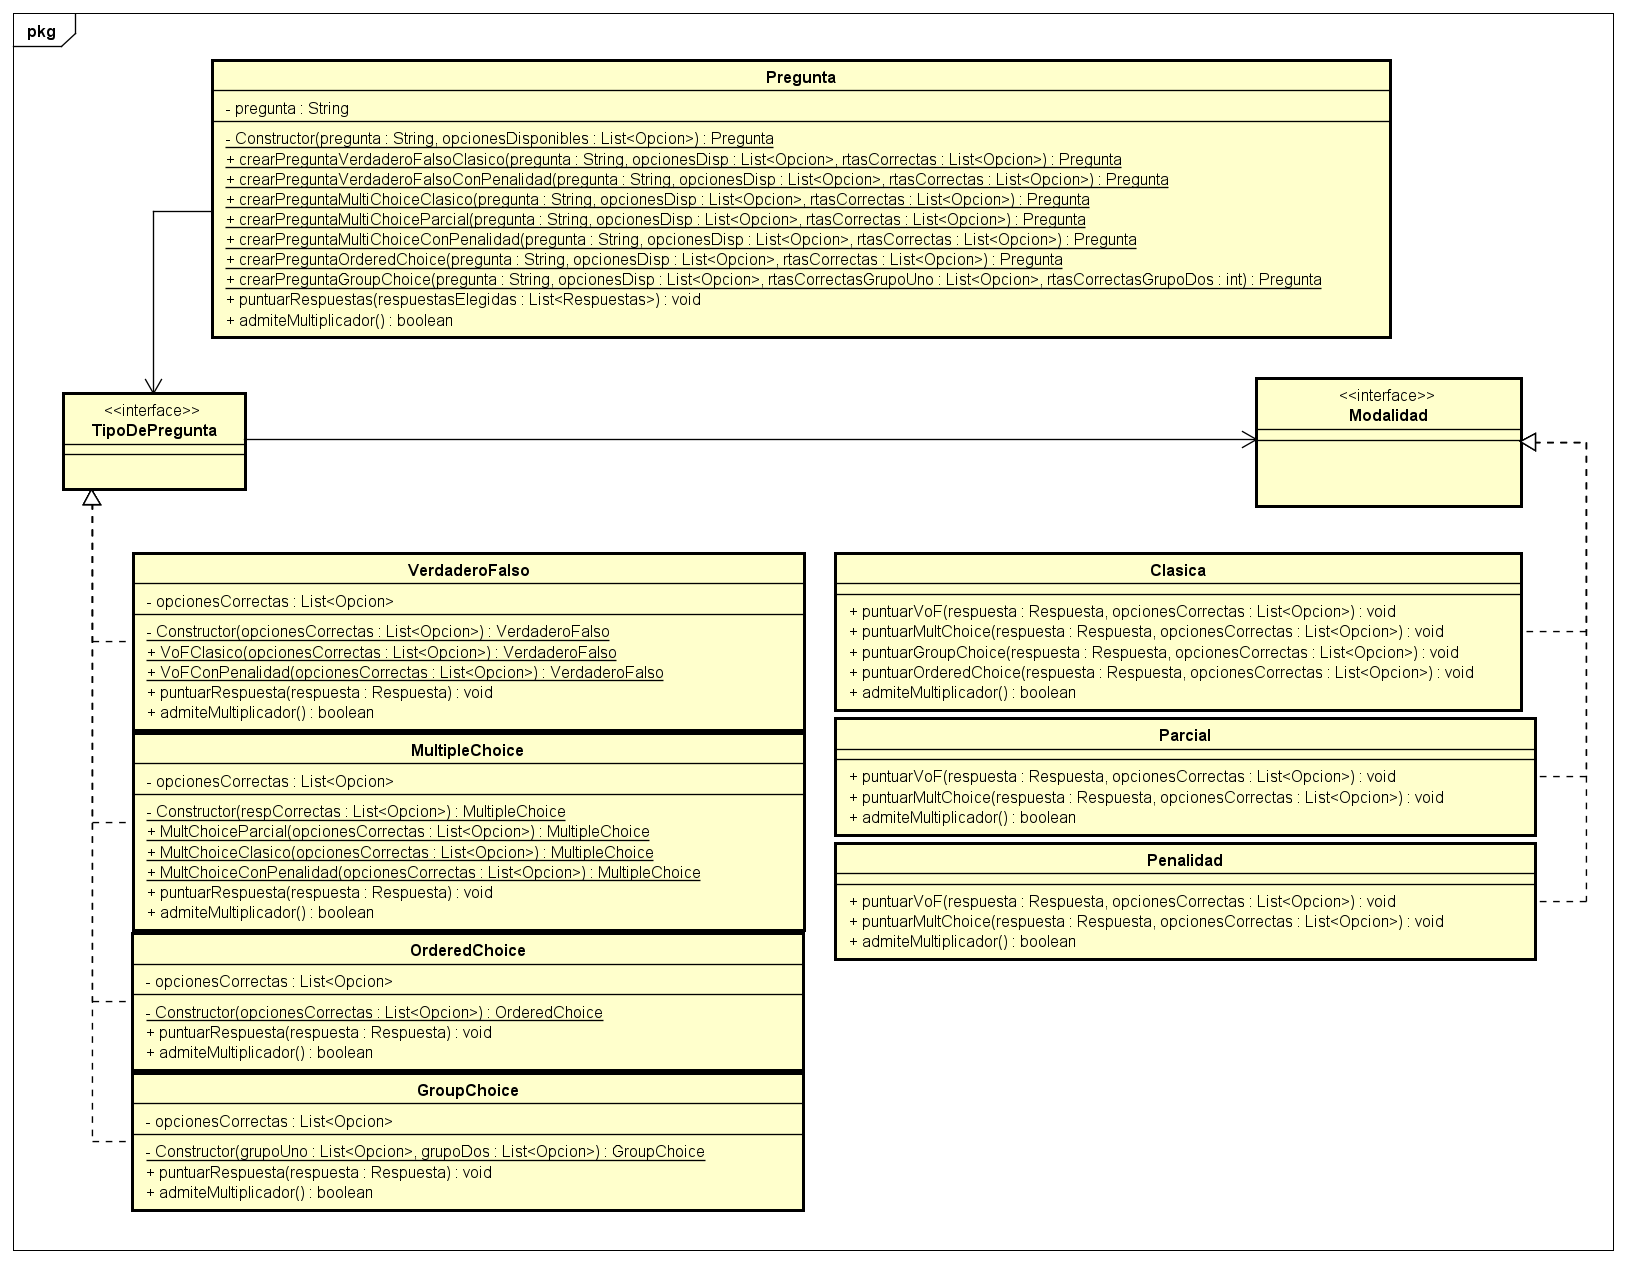 pkg
Pregunta
- pregunta : String
- Constructor(pregunta : String, opcionesDisponibles : List<Opcion>) : Pregunta
+ crearPreguntaVerdaderoFalsoClasico(pregunta : String, opcionesDisp : List<Opcion>, rtasCorrectas : List<Opcion>) : Pregunta
+ crearPreguntaVerdaderoFalsoConPenalidad(pregunta : String, opcionesDisp : List<Opcion>, rtasCorrectas : List<Opcion>) : Pregunta
+ crearPreguntaMultiChoiceClasico(pregunta : String, opcionesDisp : List<Opcion>, rtasCorrectas : List<Opcion>) : Pregunta
+ crearPreguntaMultiChoiceParcial(pregunta : String, opcionesDisp : List<Opcion>, rtasCorrectas : List<Opcion>) : Pregunta
+ crearPreguntaMultiChoiceConPenalidad(pregunta : String, opcionesDisp : List<Opcion>, rtasCorrectas : List<Opcion>) : Pregunta
+ crearPreguntaOrderedChoice(pregunta : String, opcionesDisp : List<Opcion>, rtasCorrectas : List<Opcion>) : Pregunta
+ crearPreguntaGroupChoice(pregunta : String, opcionesDisp : List<Opcion>, rtasCorrectasGrupoUno : List<Opcion>, rtasCorrectasGrupoDos : int) : Pregunta
+ puntuarRespuestas(respuestasElegidas : List<Respuestas>) : void
+ admiteMultiplicador() : boolean
<<interface>>
TipoDePregunta
<<interface>>
Modalidad
VerdaderoFalso
- opcionesCorrectas : List<Opcion>
- Constructor(opcionesCorrectas : List<Opcion>) : VerdaderoFalso
+ VoFClasico(opcionesCorrectas : List<Opcion>) : VerdaderoFalso
+ VoFConPenalidad(opcionesCorrectas : List<Opcion>) : VerdaderoFalso
+ puntuarRespuesta(respuesta : Respuesta) : void
+ admiteMultiplicador() : boolean
MultipleChoice
- opcionesCorrectas : List<Opcion>
- Constructor(respCorrectas : List<Opcion>) : MultipleChoice
+ MultChoiceParcial(opcionesCorrectas : List<Opcion>) : MultipleChoice
+ MultChoiceClasico(opcionesCorrectas : List<Opcion>) : MultipleChoice
+ MultChoiceConPenalidad(opcionesCorrectas : List<Opcion>) : MultipleChoice
+ puntuarRespuesta(respuesta : Respuesta) : void
+ admiteMultiplicador() : boolean
OrderedChoice
- opcionesCorrectas : List<Opcion>
- Constructor(opcionesCorrectas : List<Opcion>) : OrderedChoice
+ puntuarRespuesta(respuesta : Respuesta) : void
+ admiteMultiplicador() : boolean
GroupChoice
- opcionesCorrectas : List<Opcion>
- Constructor(grupoUno : List<Opcion>, grupoDos : List<Opcion>) : GroupChoice
+ puntuarRespuesta(respuesta : Respuesta) : void
+ admiteMultiplicador() : boolean
Clasica
+ puntuarVoF(respuesta : Respuesta, opcionesCorrectas : List<Opcion>) : void
+ puntuarMultChoice(respuesta : Respuesta, opcionesCorrectas : List<Opcion>) : void
+ puntuarGroupChoice(respuesta : Respuesta, opcionesCorrectas : List<Opcion>) : void
+ puntuarOrderedChoice(respuesta : Respuesta, opcionesCorrectas : List<Opcion>) : void
+ admiteMultiplicador() : boolean
Parcial
+ puntuarVoF(respuesta : Respuesta, opcionesCorrectas : List<Opcion>) : void
+ puntuarMultChoice(respuesta : Respuesta, opcionesCorrectas : List<Opcion>) : void
+ admiteMultiplicador() : boolean
Penalidad
+ puntuarVoF(respuesta : Respuesta, opcionesCorrectas : List<Opcion>) : void
+ puntuarMultChoice(respuesta : Respuesta, opcionesCorrectas : List<Opcion>) : void
+ admiteMultiplicador() : boolean